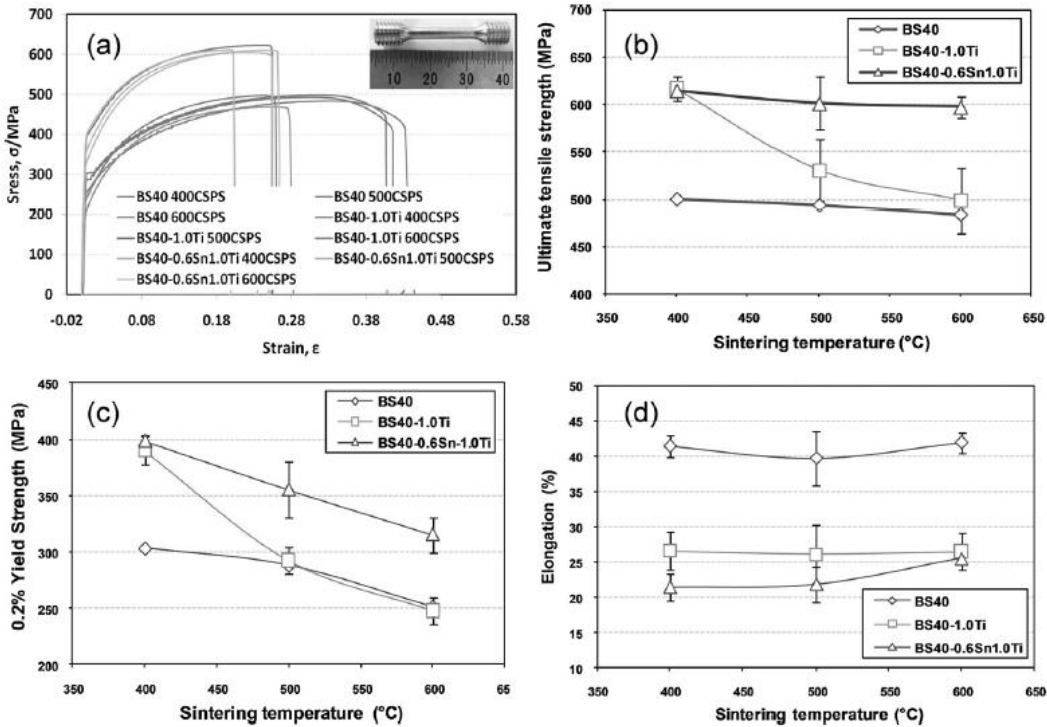 (a)
Sress, σ/MPa
700
600
500
400
300
200
100
0
-0.02 0.08 0.18 0.28 0.38 0.48 0.58
Strain, ε
10 20 30 40
BS40 400CSPS BS40 500CSPS
BS40 600CSPS BS40-1.0Ti 400CSPS
BS40-1.0Ti 500CSPS BS40-1.0Ti 600CSPS
BS40-0.6Sn1.0Ti 400CSPS BS40-0.6Sn1.0Ti 500CSPS
BS40-0.6Sn1.0Ti 600CSPS
(b)
Ultimate tensile strength (MPa)
700
650
600
550
500
450
400
350 400 450 500 550 600 650
Sintering temperature (°C)
BS40
BS40-1.0Ti
BS40-0.6Sn1.0Ti
(c)
0.2% Yield Strength (MPa)
450
400
350
300
250
200
350 400 450 500 550 600 65
Sintering temperature (°C)
BS40
BS40-1.0Ti
BS40-0.6Sn-1.0Ti
(d)
Elongation (%)
50
45
40
35
30
25
20
15
10
350 400 450 500 550 600 650
Sintering temperature (°C)
BS40
BS40-1.0Ti
BS40-0.6Sn1.0Ti